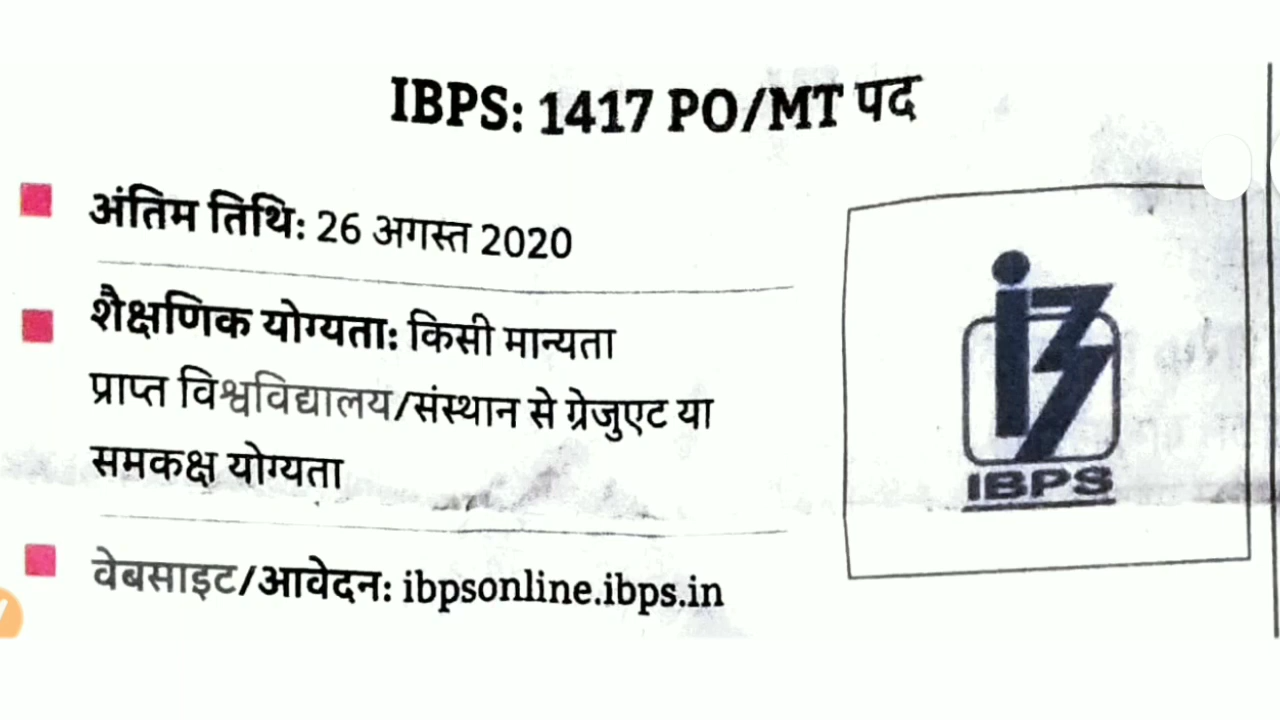 IBPS: 1417 PO/MT पद
अंतिम तिथि: 26 अगस्त 2020
शैक्षणिक योग्यता: किसी मान्यता
प्राप्त विश्वविद्यालय/संस्थान से ग्रेजुएट या
समकक्ष योग्यता
वेबसाइट/आवेदन: ibpsonline.ibps.in
IBPS